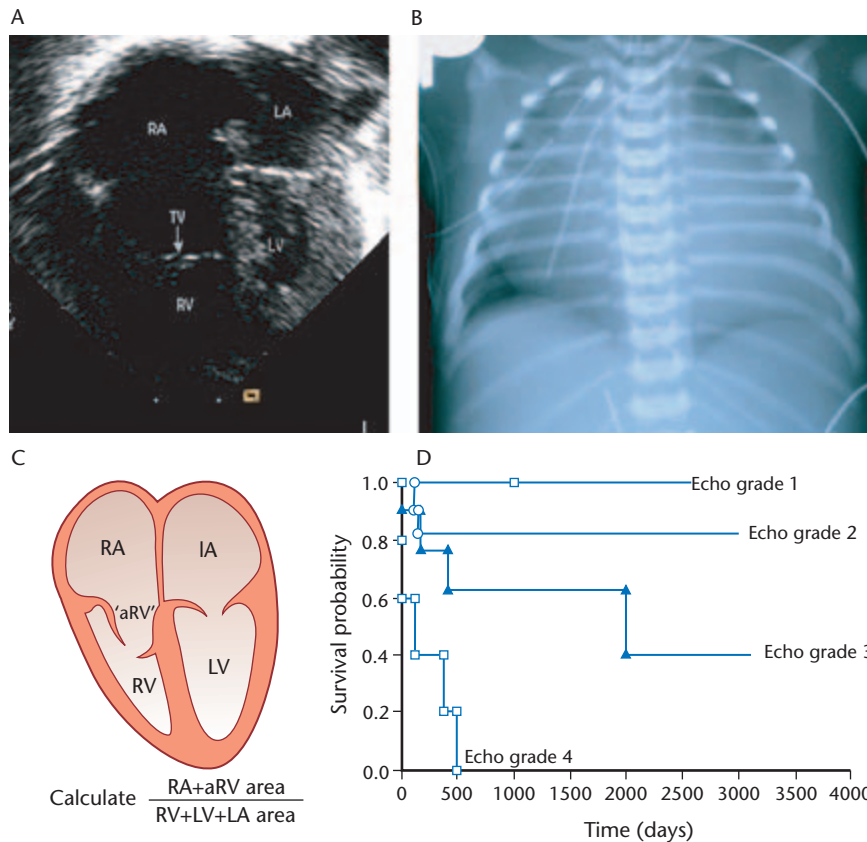 A
B
RA
LA
TV
LV
RV
C
D
RA
lA
'aRV'
RV
LV
Calculate
RA+aRV area
RV+LV+LA area
Survival probability
1.0
0.8
0.6
0.4
0.2
0.0
Echo grade 1
Echo grade 2
Echo grade 3
Echo grade 4
0
500
1000
1500
2000
2500
3000
3500
4000
Time (days)